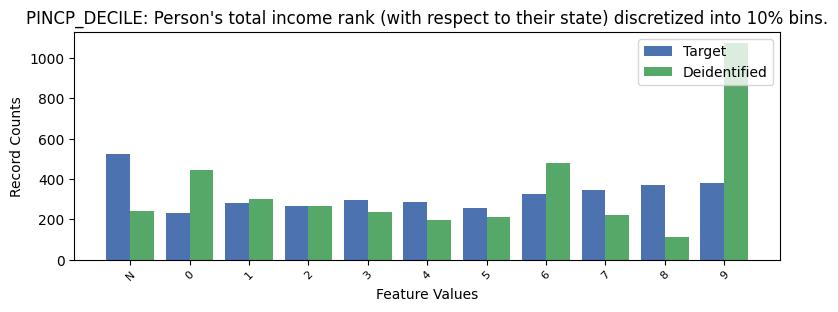 PINCP_DECILE: Person's total income rank (with respect to their state) discretized into 10% bins.
Target
Deidentified
Record Counts
1000
800
600
400
200
0
N 0 1 2 3 4 5 6 7 8 9
Feature Values